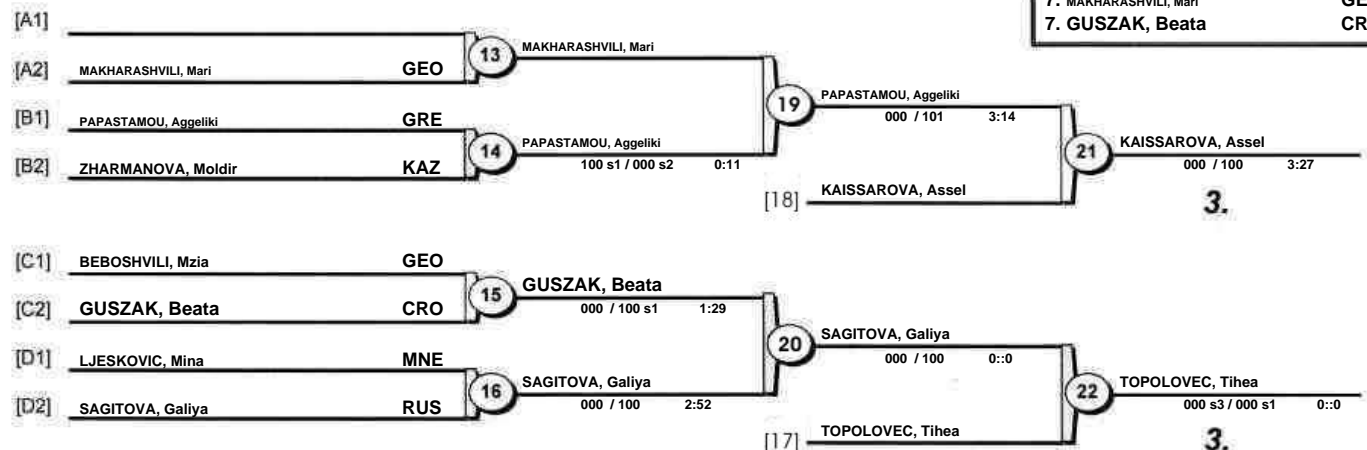 7. MAKHARASHVILI, Mari GE
7. GUSZAK, Beata CR
[A1]
13 MAKHARASHVILI, Mari
[A2] MAKHARASHVILI, Mari GEO
19 PAPASTAMOU, Aggeliki
000 / 101 3:14
[B1] PAPASTAMOU, Aggeliki GRE
14 PAPASTAMOU, Aggeliki
100 s1 / 000 s2 0:11
21 KAISSAROVA, Assel
000 / 100 3:27
[B2] ZHARMANOVA, Moldir KAZ
[18] KAISSAROVA, Assel
3.
[C1] BEBOSHVILI, Mzia GEO
15 GUSZAK, Beata
000 / 100 s1 1:29
[C2] GUSZAK, Beata CRO
20 SAGITOVA, Galiya
000 / 100 0::0
[D1] LJESKOVIC, Mina MNE
16 SAGITOVA, Galiya
000 / 100 2:52
22 TOPOLOVEC, Tihea
000 s3 / 000 s1 0::0
[D2] SAGITOVA, Galiya RUS
[17] TOPOLOVEC, Tihea
3.